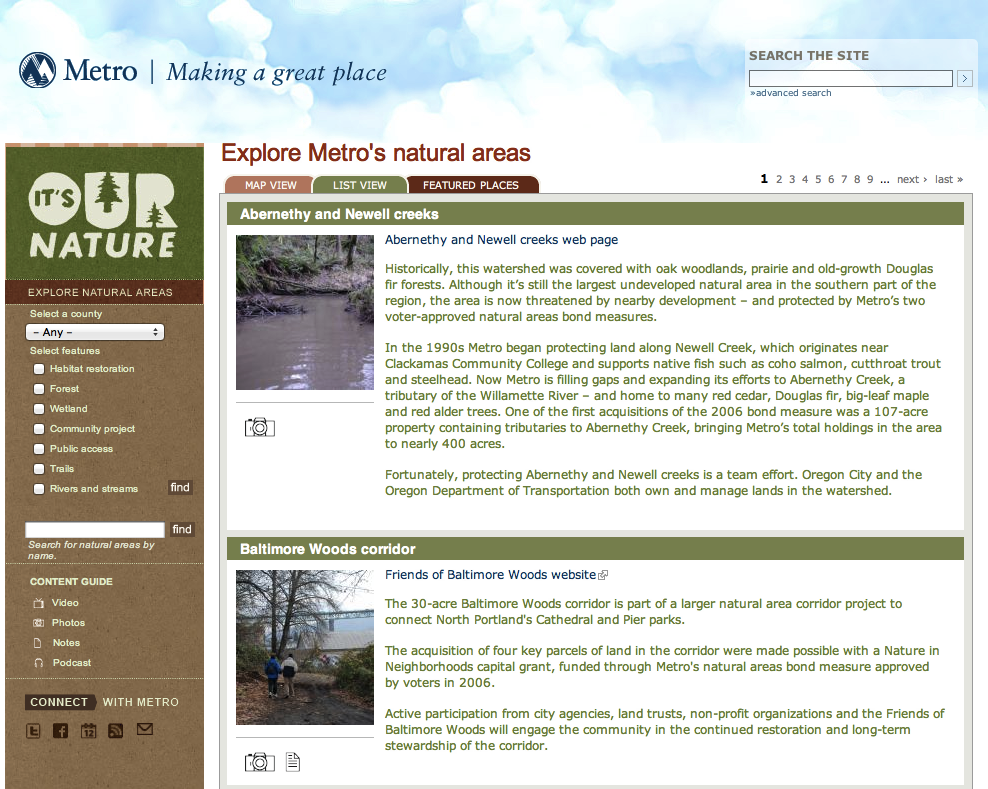 Metro | Making a great place
SEARCH THE SITE
»advanced search
IT'S OUR
NATURE
EXPLORE NATURAL AREAS
Select a county
– Any –
Select features
Habitat restoration
Forest
Wetland
Community project
Public access
Trails
Rivers and streams
find
find
Search for natural areas by
name.
CONTENT GUIDE
Video
Photos
Notes
Podcast
CONNECT WITH METRO
12
Explore Metro's natural areas
MAP VIEW LIST VIEW FEATURED PLACES
1 2 3 4 5 6 7 8 9 ... next › last »
Abernethy and Newell creeks
Abernethy and Newell creeks web page
Historically, this watershed was covered with oak woodlands, prairie and old-growth Douglas
fir forests. Although it’s still the largest undeveloped natural area in the southern part of the
region, the area is now threatened by nearby development – and protected by Metro’s two
voter-approved natural areas bond measures.
In the 1990s Metro began protecting land along Newell Creek, which originates near
Clackamas Community College and supports native fish such as coho salmon, cutthroat trout
and steelhead. Now Metro is filling gaps and expanding its efforts to Abernethy Creek, a
tributary of the Willamette River – and home to many red cedar, Douglas fir, big-leaf maple
and red alder trees. One of the first acquisitions of the 2006 bond measure was a 107-acre
property containing tributaries to Abernethy Creek, bringing Metro’s total holdings in the area
to nearly 400 acres.
Fortunately, protecting Abernethy and Newell creeks is a team effort. Oregon City and the
Oregon Department of Transportation both own and manage lands in the watershed.
Baltimore Woods corridor
Friends of Baltimore Woods website
The 30-acre Baltimore Woods corridor is part of a larger natural area corridor project to
connect North Portland's Cathedral and Pier parks.
The acquisition of four key parcels of land in the corridor were made possible with a Nature in
Neighborhoods capital grant, funded through Metro's natural areas bond measure approved
by voters in 2006.
Active participation from city agencies, land trusts, non-profit organizations and the Friends of
Baltimore Woods will engage the community in the continued restoration and long-term
stewardship of the corridor.